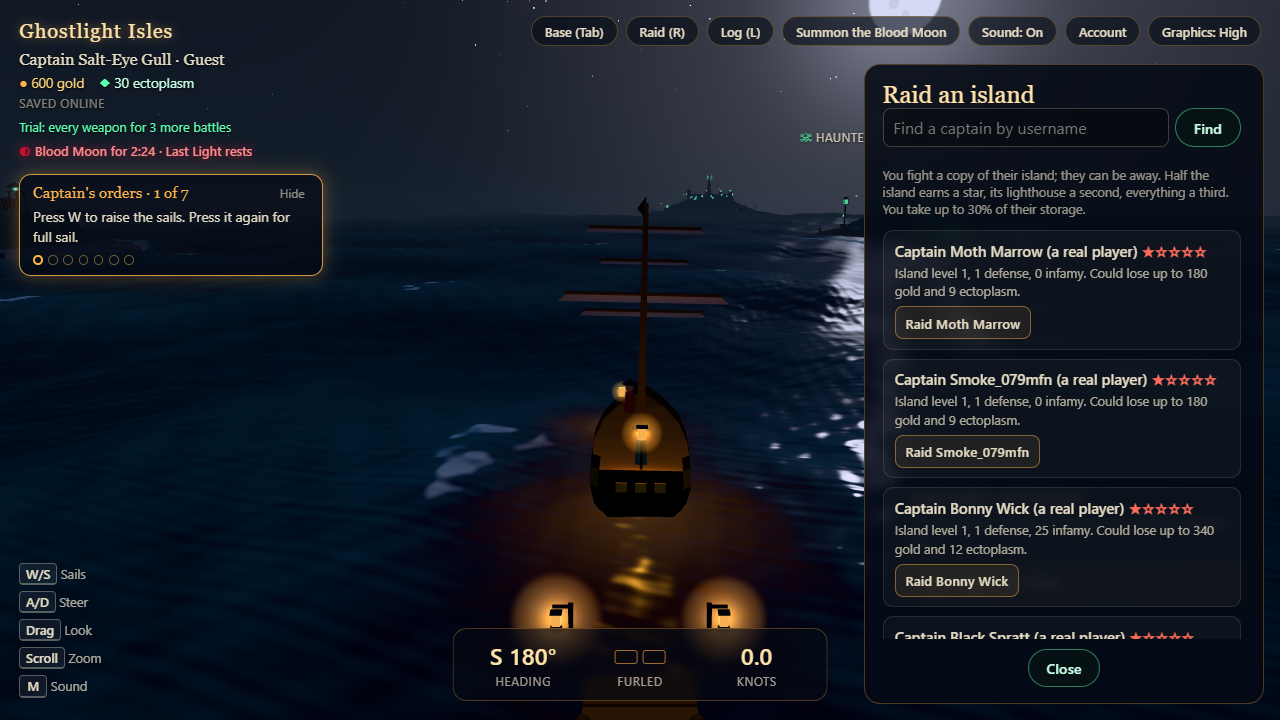 Ghostlight Isles
Captain Salt-Eye Gull · Guest
600 gold
30 ectoplasm
SAVED ONLINE
Trial: every weapon for 3 more battles
Blood Moon for 2:24 · Last Light rests
Captain's orders · 1 of 7
Hide
Press W to raise the sails. Press it again for
full sail.
Base (Tab)
Raid (R)
Log (L)
Summon the Blood Moon
Sound: On
Account
Graphics: High
HAUNTE
Raid an island
Find a captain by username
Find
You fight a copy of their island; they can be away. Half the
island earns a star, its lighthouse a second, everything a third.
You take up to 30% of their storage.
Captain Moth Marrow (a real player) ★☆☆☆☆
Island level 1, 1 defense, 0 infamy. Could lose up to 180
gold and 9 ectoplasm.
Raid Moth Marrow
Captain Smoke_079mfn (a real player) ★☆☆☆☆
Island level 1, 1 defense, 0 infamy. Could lose up to 180
gold and 9 ectoplasm.
Raid Smoke_079mfn
Captain Bonny Wick (a real player) ★☆☆☆☆
Island level 1, 1 defense, 25 infamy. Could lose up to 340
gold and 12 ectoplasm.
Raid Bonny Wick
Captain Black Spratt (a real player) ★☆☆☆☆
Close
W/S Sails
A/D Steer
Drag Look
Scroll Zoom
M Sound
S 180°
HEADING
FURLED
0.0
KNOTS